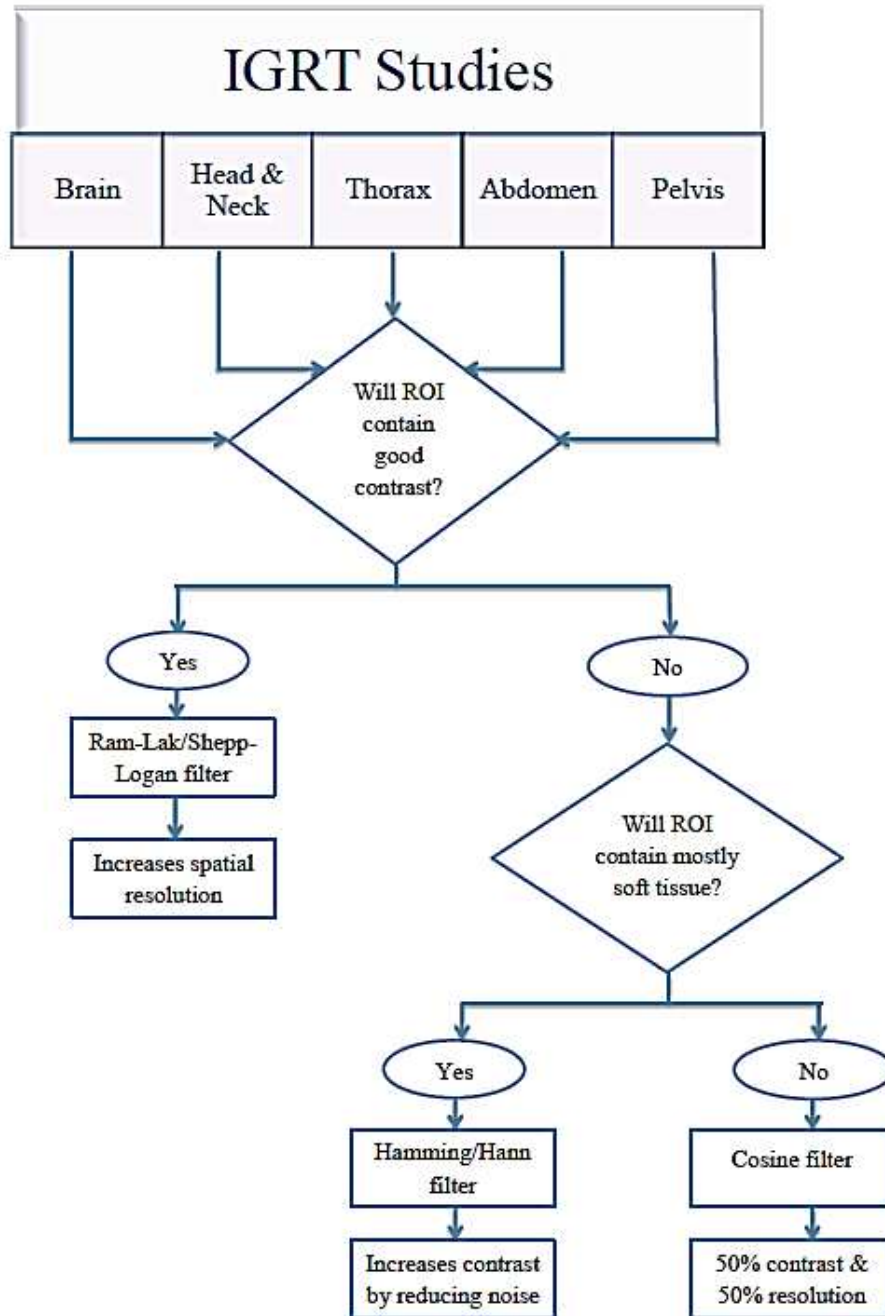 IGRT Studies
Brain
Head &
Neck
Thorax
Abdomen
Pelvis
Will ROI
contain
good
contrast?
Yes
No
Ram-Lak/Shepp-
Logan filter
Increases spatial
resolution
Will ROI
contain mostly
soft tissue?
Yes
No
Hamming/Hann
filter
Cosine filter
Increases contrast
by reducing noise
50% contrast &
50% resolution